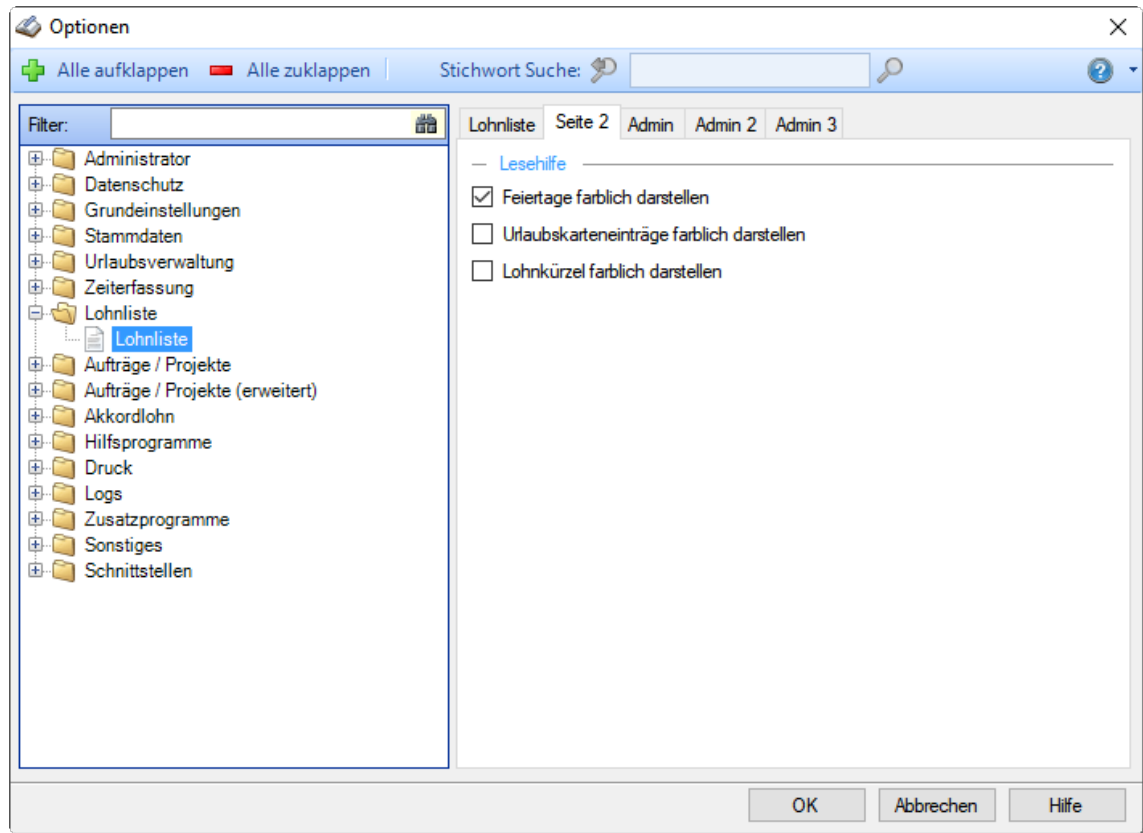 Optionen
Alle aufklappen Alle zuklappen Stichwort Suche:
Filter:
Administrator
Datenschutz
Grundeinstellungen
Stammdaten
Urlaubsverwaltung
Zeiterfassung
Lohnliste
Lohnliste
Aufträge / Projekte
Aufträge / Projekte (erweitert)
Akkordlohn
Hilfsprogramme
Druck
Logs
Zusatzprogramme
Sonstiges
Schnittstellen
Lohnliste Seite 2 Admin Admin 2 Admin 3
Lesehilfe
Feiertage farblich darstellen
Urlaubskarteneinträge farblich darstellen
Lohnkürzel farblich darstellen
OK Abbrechen Hilfe